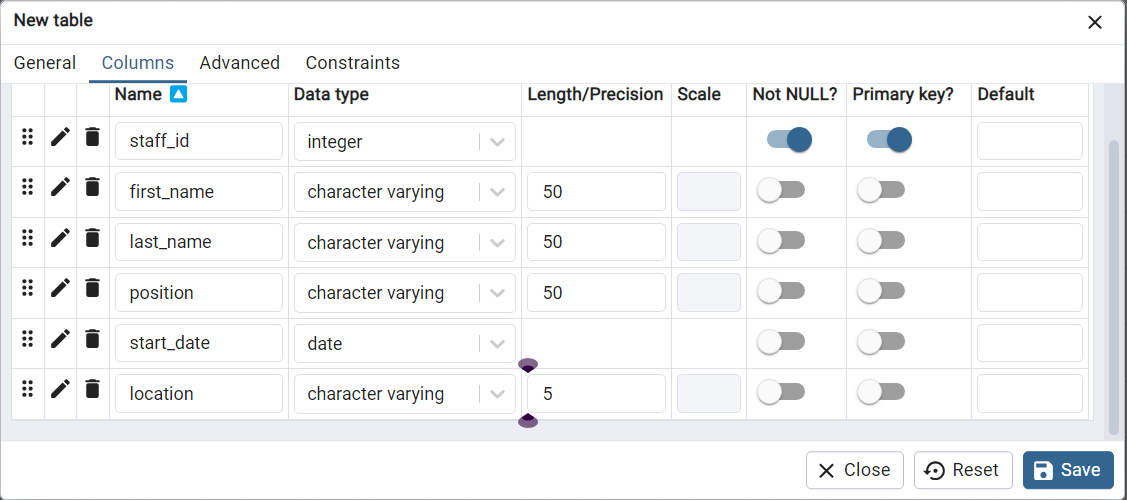 New table
General Columns Advanced Constraints
Name Data type Length/Precision Scale Not NULL? Primary key? Default
staff_id integer
first_name character varying 50
last_name character varying 50
position character varying 50
start_date date
location character varying 5
Close Reset Save